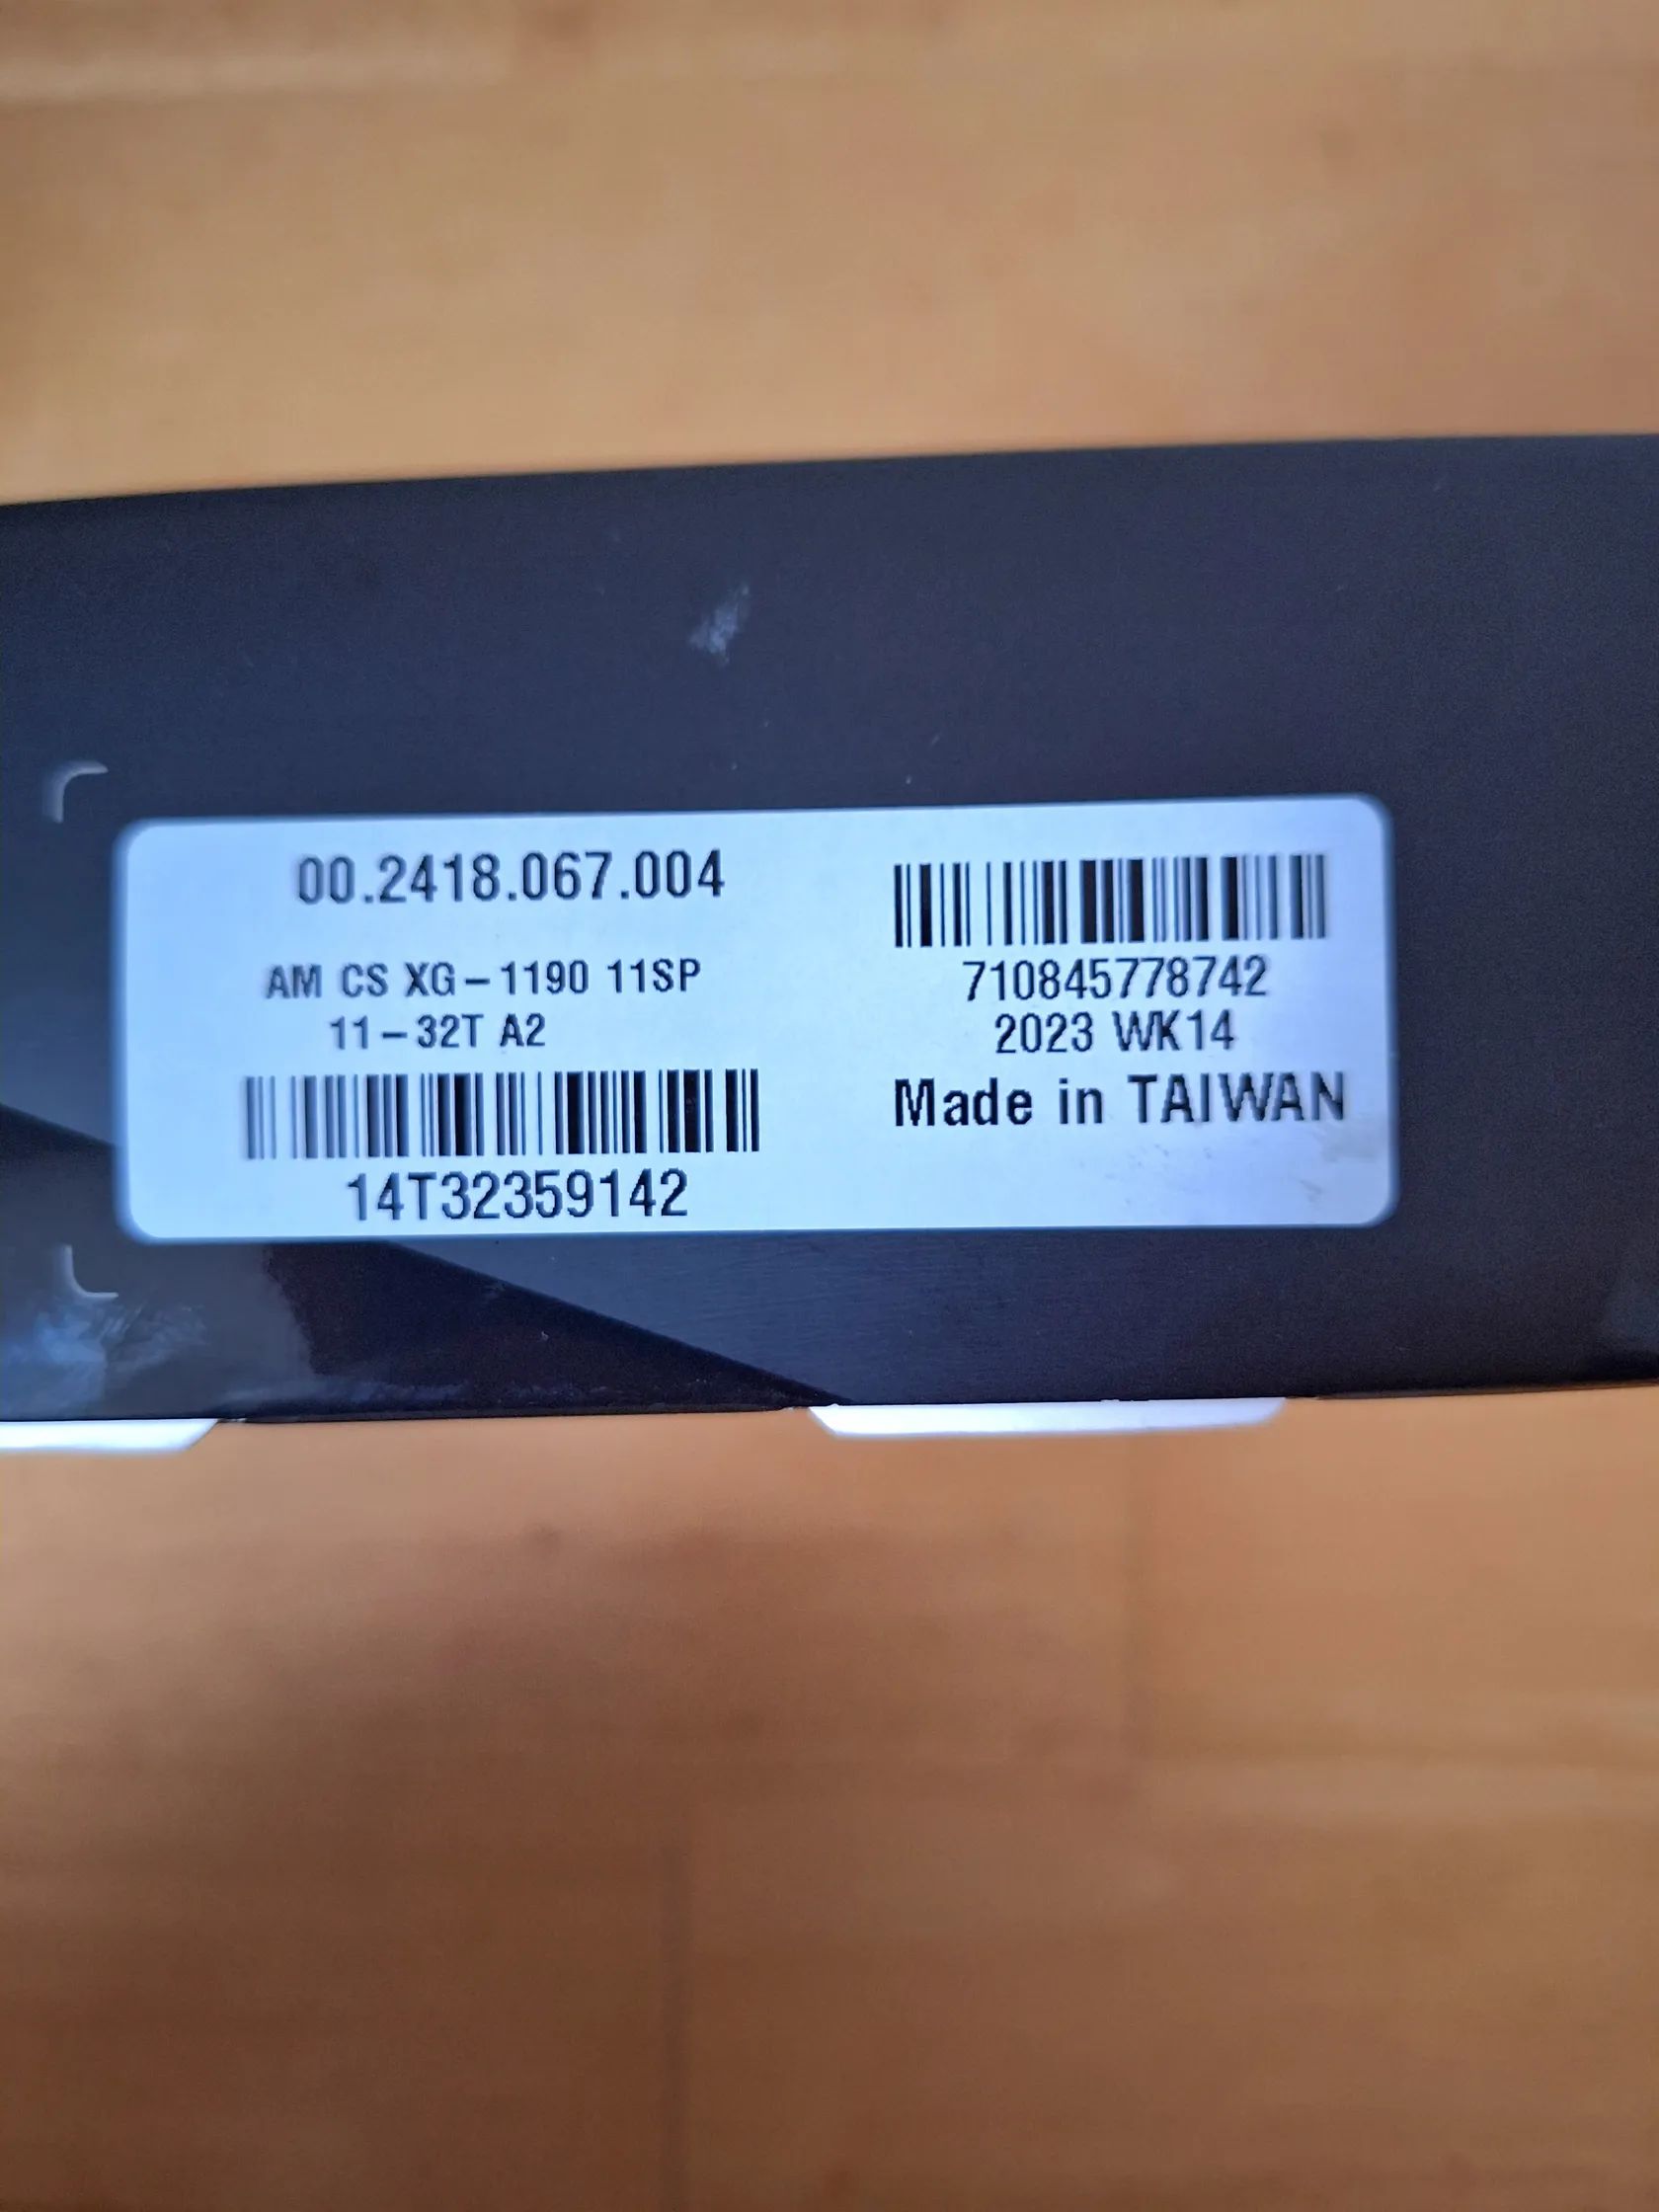 00.2418.067.004
AM CS XG-1190 11SP
11-32T A2
14T32359142
710845778742
2023 WK14
Made in TAIWAN